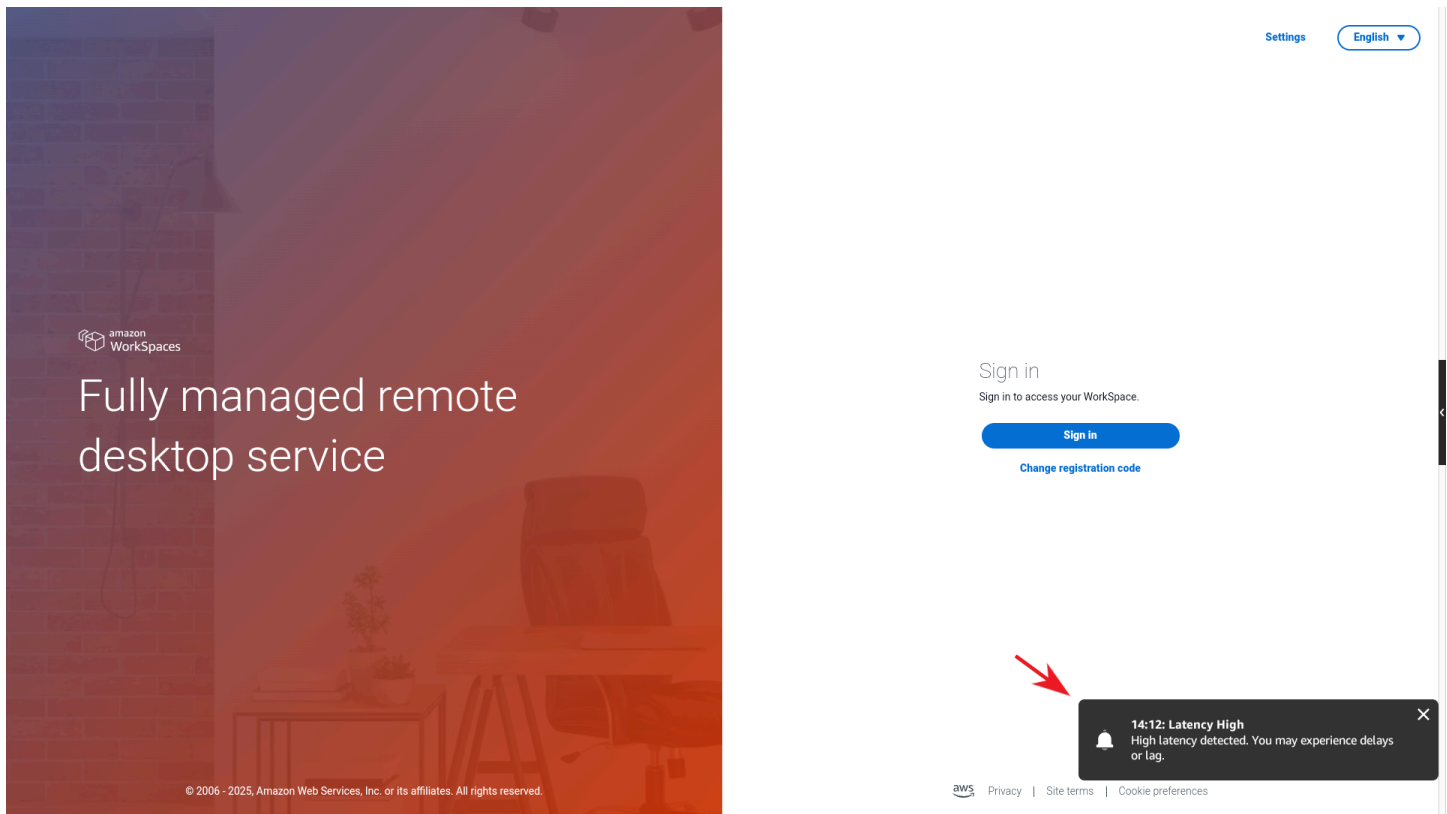 Settings
English
amazon
WorkSpaces
Fully managed remote
desktop service
Sign in
Sign in to access your WorkSpace.
Sign in
Change registration code
14:12: Latency High
High latency detected. You may experience delays
or lag.
© 2006 - 2025, Amazon Web Services, Inc. or its affiliates. All rights reserved.
aws Privacy | Site terms | Cookie preferences